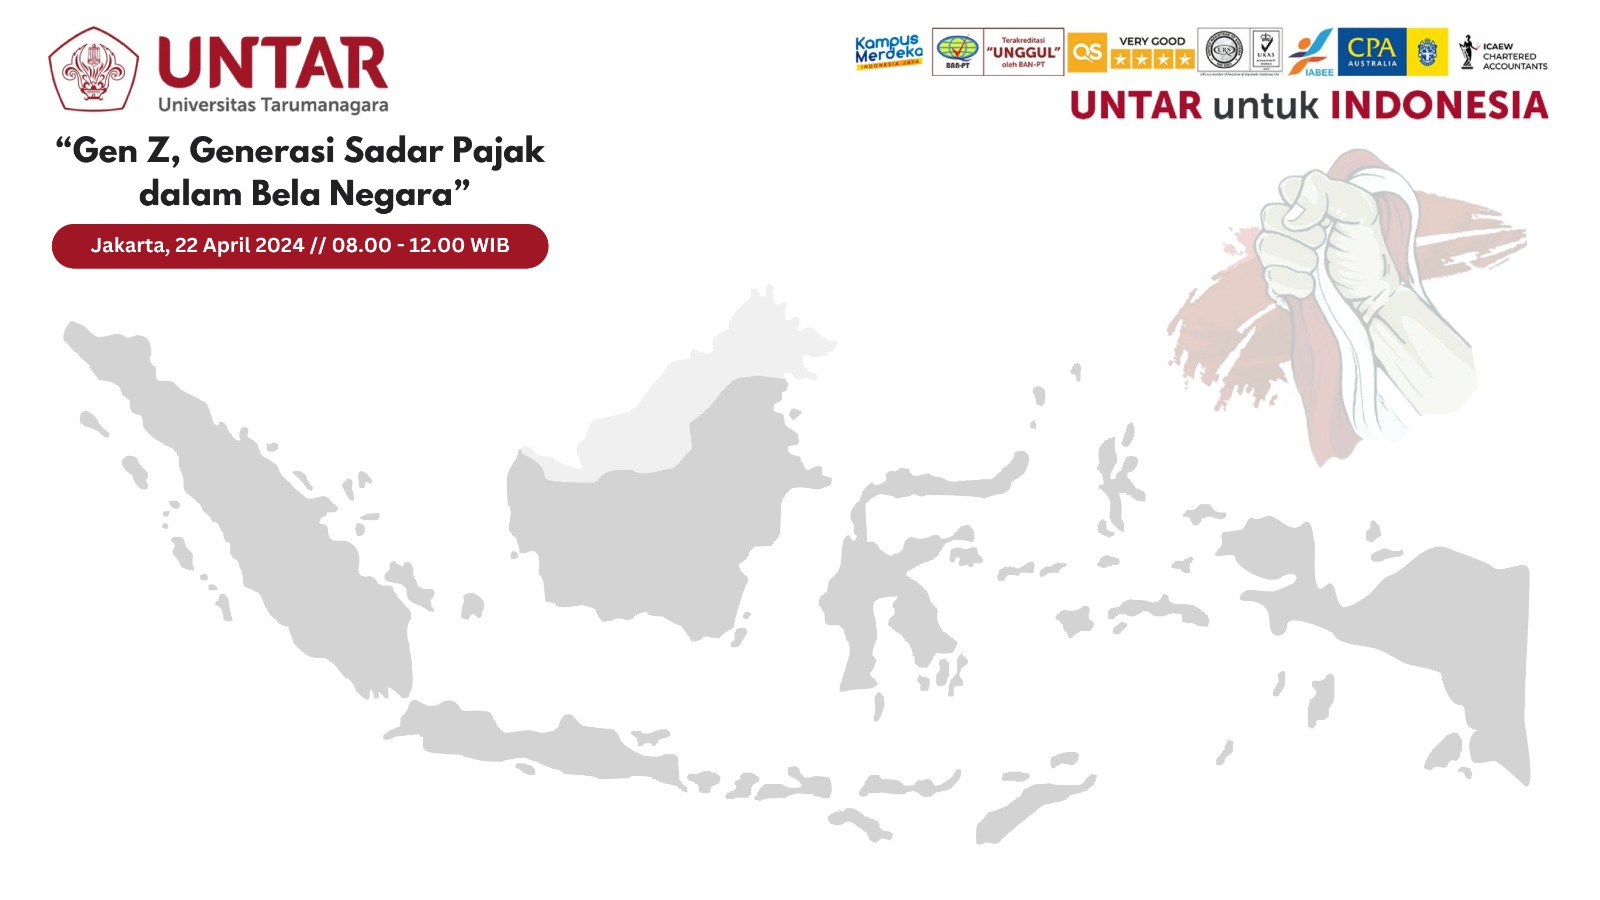 UNTAR
Universitas Tarumanagara
“Gen Z, Generasi Sadar Pajak
dalam Bela Negara”
Jakarta, 22 April 2024 // 08.00 - 12.00 WIB
Kampus
Merdeka
INDONESIA JAYA
BAN-PT
Terakreditasi
“UNGGUL”
oleh BAN-PT
QS
VERY GOOD
URS
UKAS
IABEE
CPA
AUSTRALIA
ICAEW
CHARTERED
ACCOUNTANTS
UNTAR untuk INDONESIA